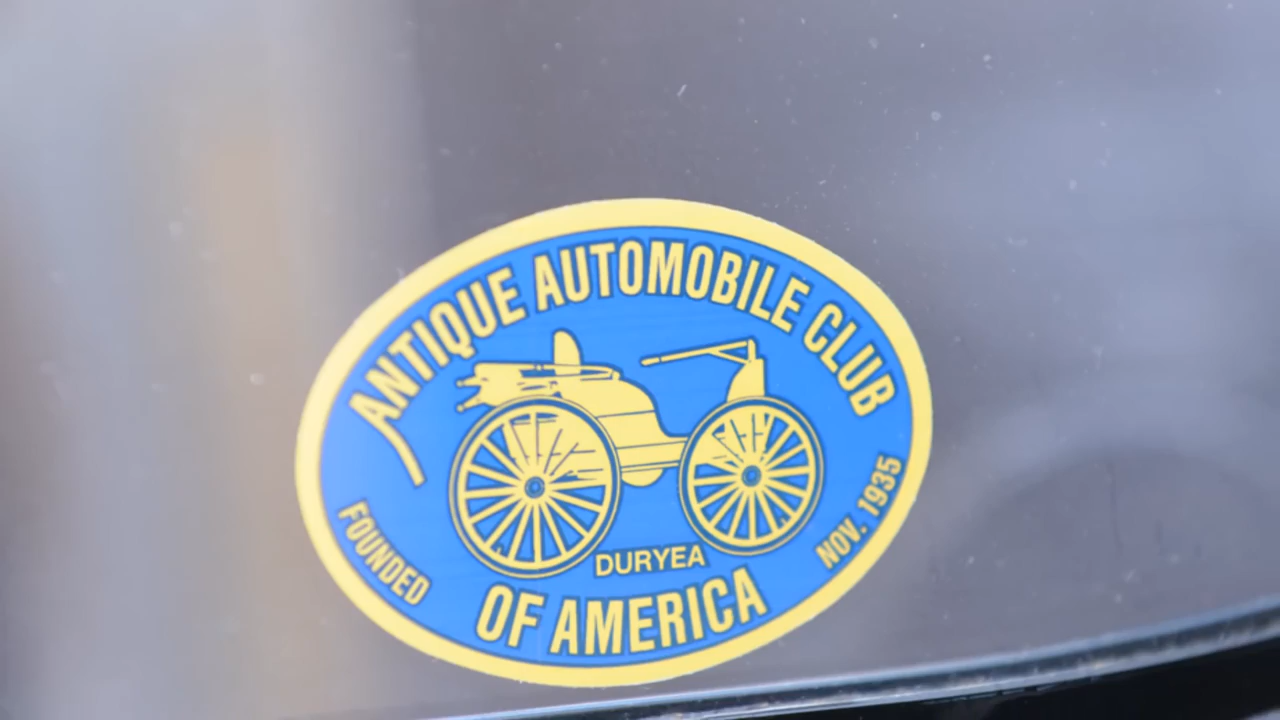 ANTIQUE AUTOMOBILE CLUB
DURYEA
OF AMERICA
FOUNDED
NOV. 1935